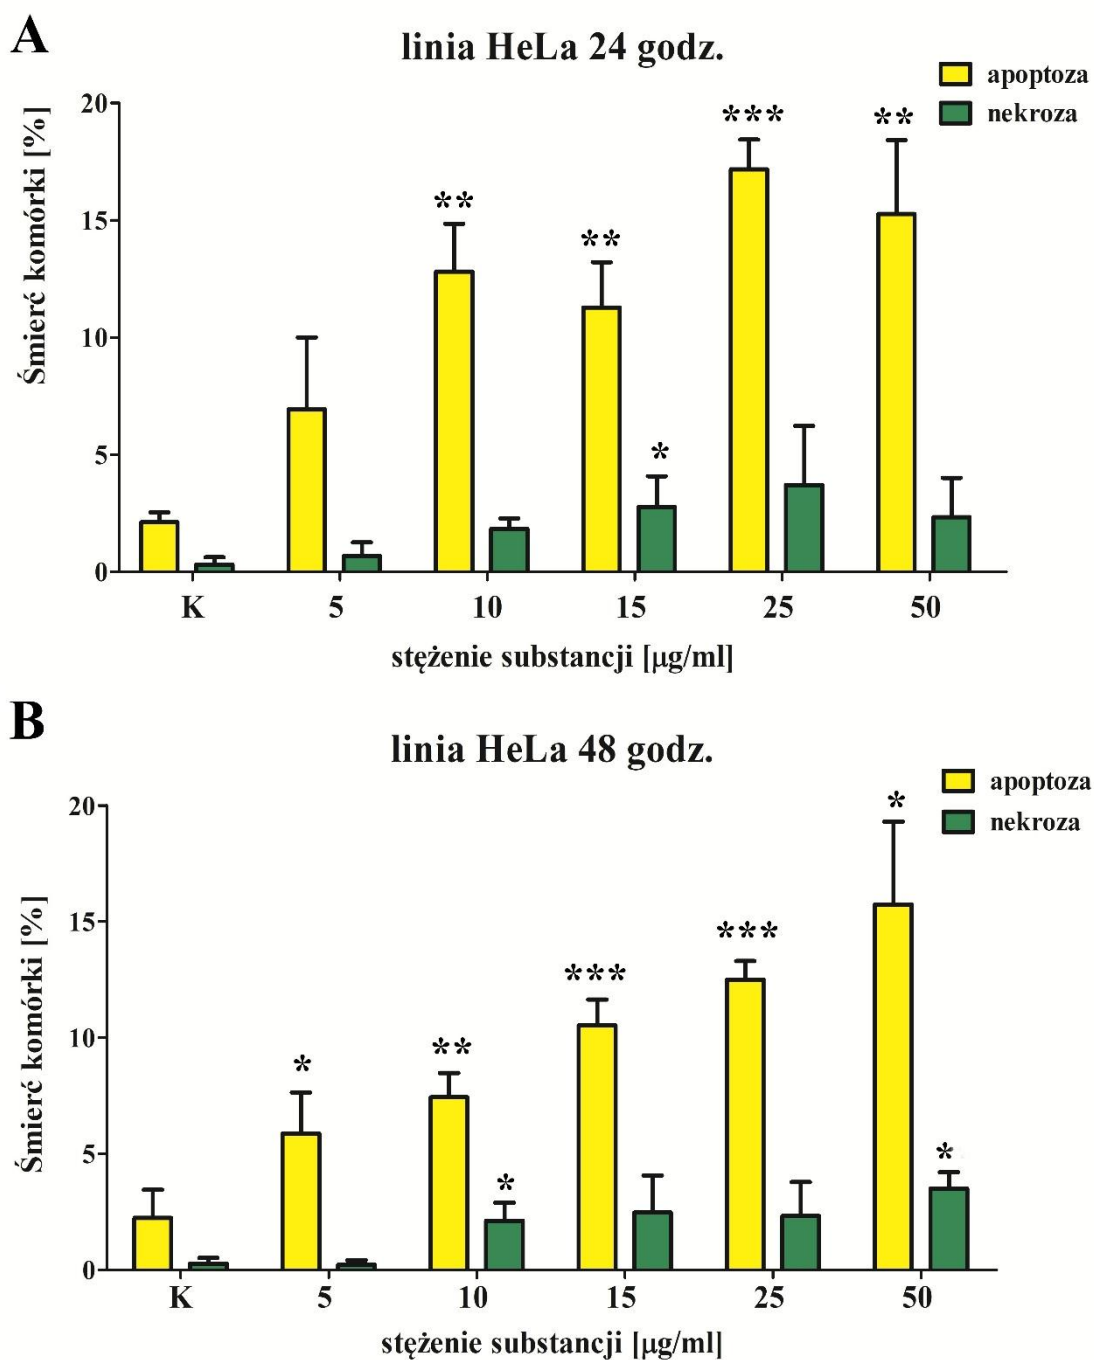 A
linia HeLa 24 godz.
apoptoza
nekroza
Śmierć komórki [%]
20
15
10
5
0
**
**
***
**
*
K 5 10 15 25 50
stężenie substancji [µg/ml]
B
linia HeLa 48 godz.
apoptoza
nekroza
Śmierć komórki [%]
20
15
10
5
0
*
**
***
***
*
*
*
K 5 10 15 25 50
stężenie substancji [µg/ml]